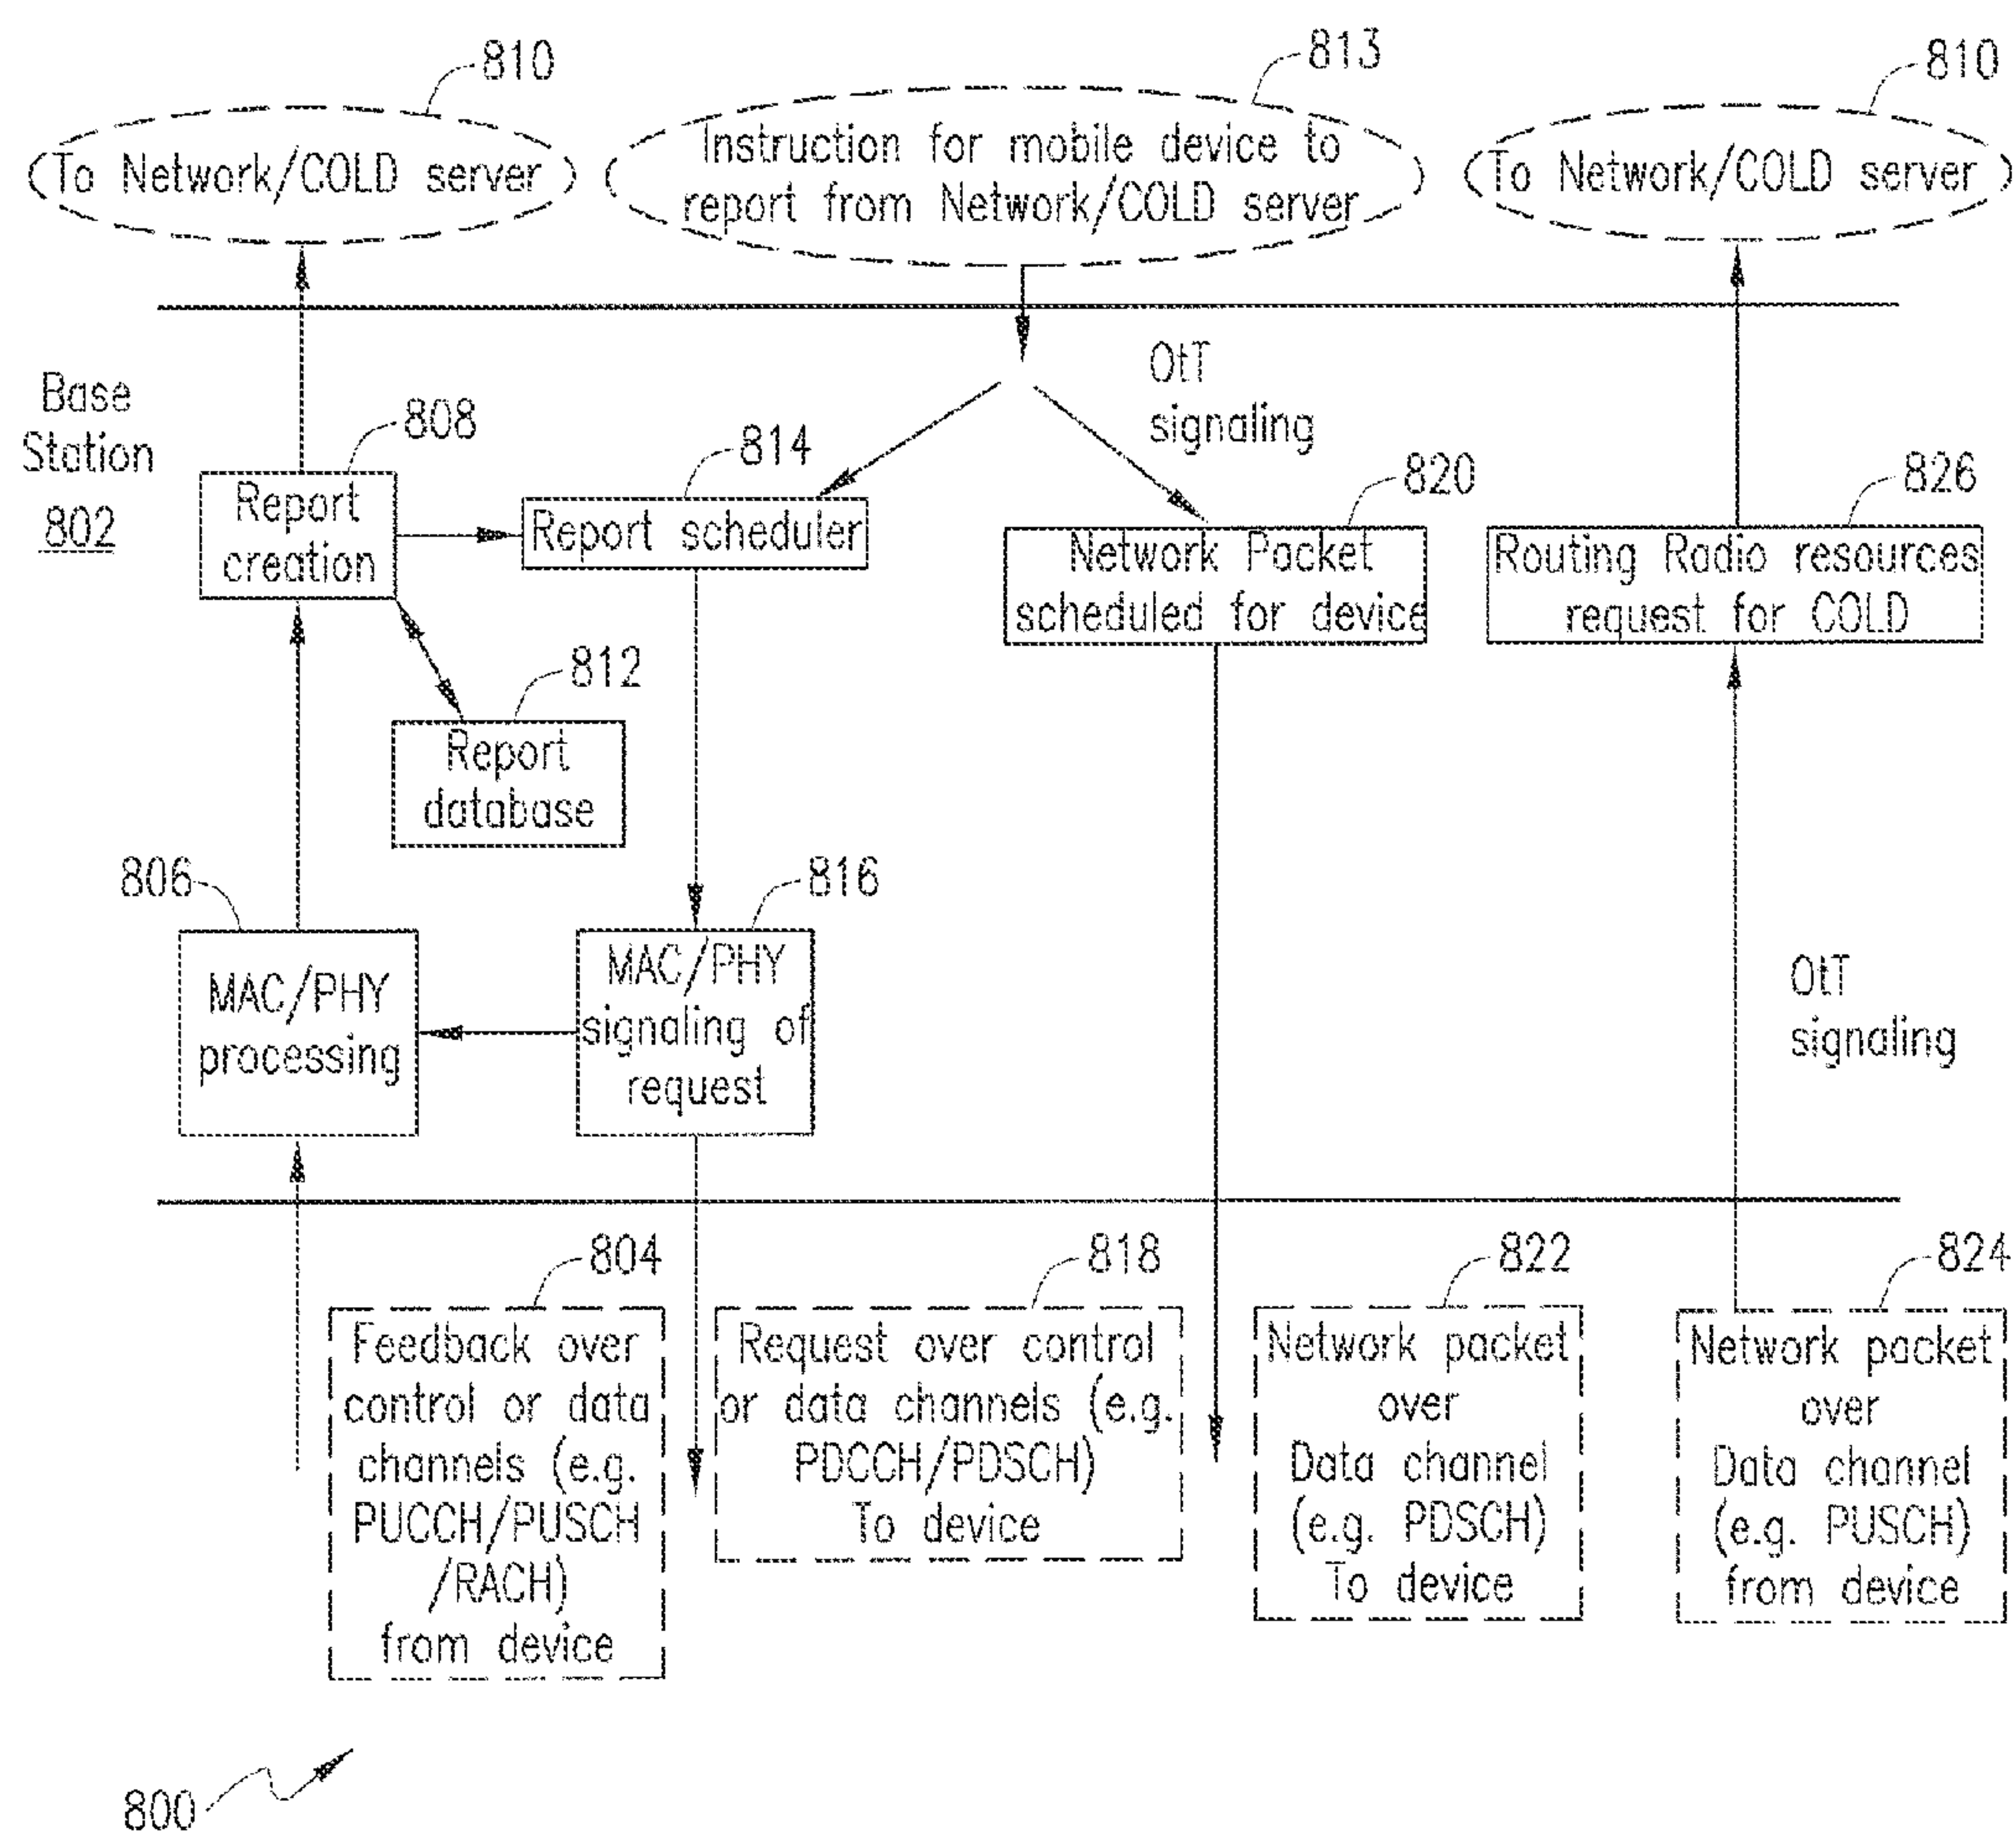 810
813
810
To Network/COLD server
Instruction for mobile device to
report from Network/COLD server
To Network/COLD server
OtT
signaling
Base
Station
802
808
814
820
826
Report
creation
Report scheduler
Network Packet
scheduled for device
Routing Radio resources
request for COLD
812
Report
database
806
816
MAC/PHY
processing
MAC/PHY
signaling of
request
OtT
signaling
804
818
822
824
Feedback over
control or data
channels (e.g.
PUCCH/PUSCH
/RACH)
from device
Request over control
or data channels (e.g.
PDCCH/PDSCH)
To device
Network packet
over
Data channel
(e.g. PDSCH)
To device
Network packet
over
Data channel
(e.g. PUSCH)
from device
800